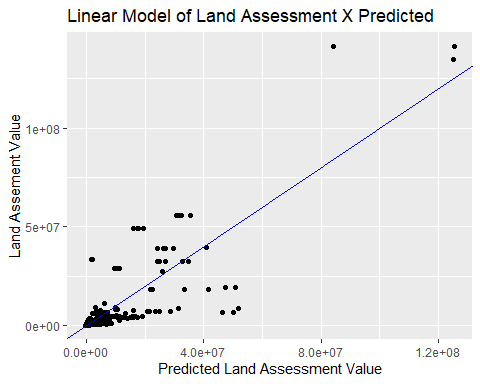 Linear Model of Land Assessment X Predicted
Land Assement Value
1e+08
5e+07
0e+00
0.0e+00 4.0e+07 8.0e+07 1.2e+08
Predicted Land Assessment Value